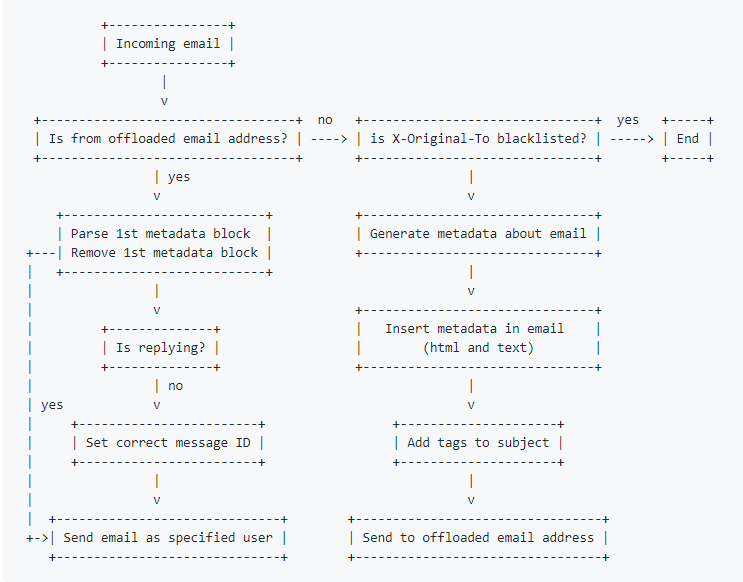 Incoming email
no
yes
Is from offloaded email address?
is X-Original-To blacklisted?
End
yes
Parse 1st metadata block
Remove 1st metadata block
Generate metadata about email
Is replying?
Insert metadata in email
(html and text)
no
yes
Set correct message ID
Add tags to subject
Send email as specified user
Send to offloaded email address